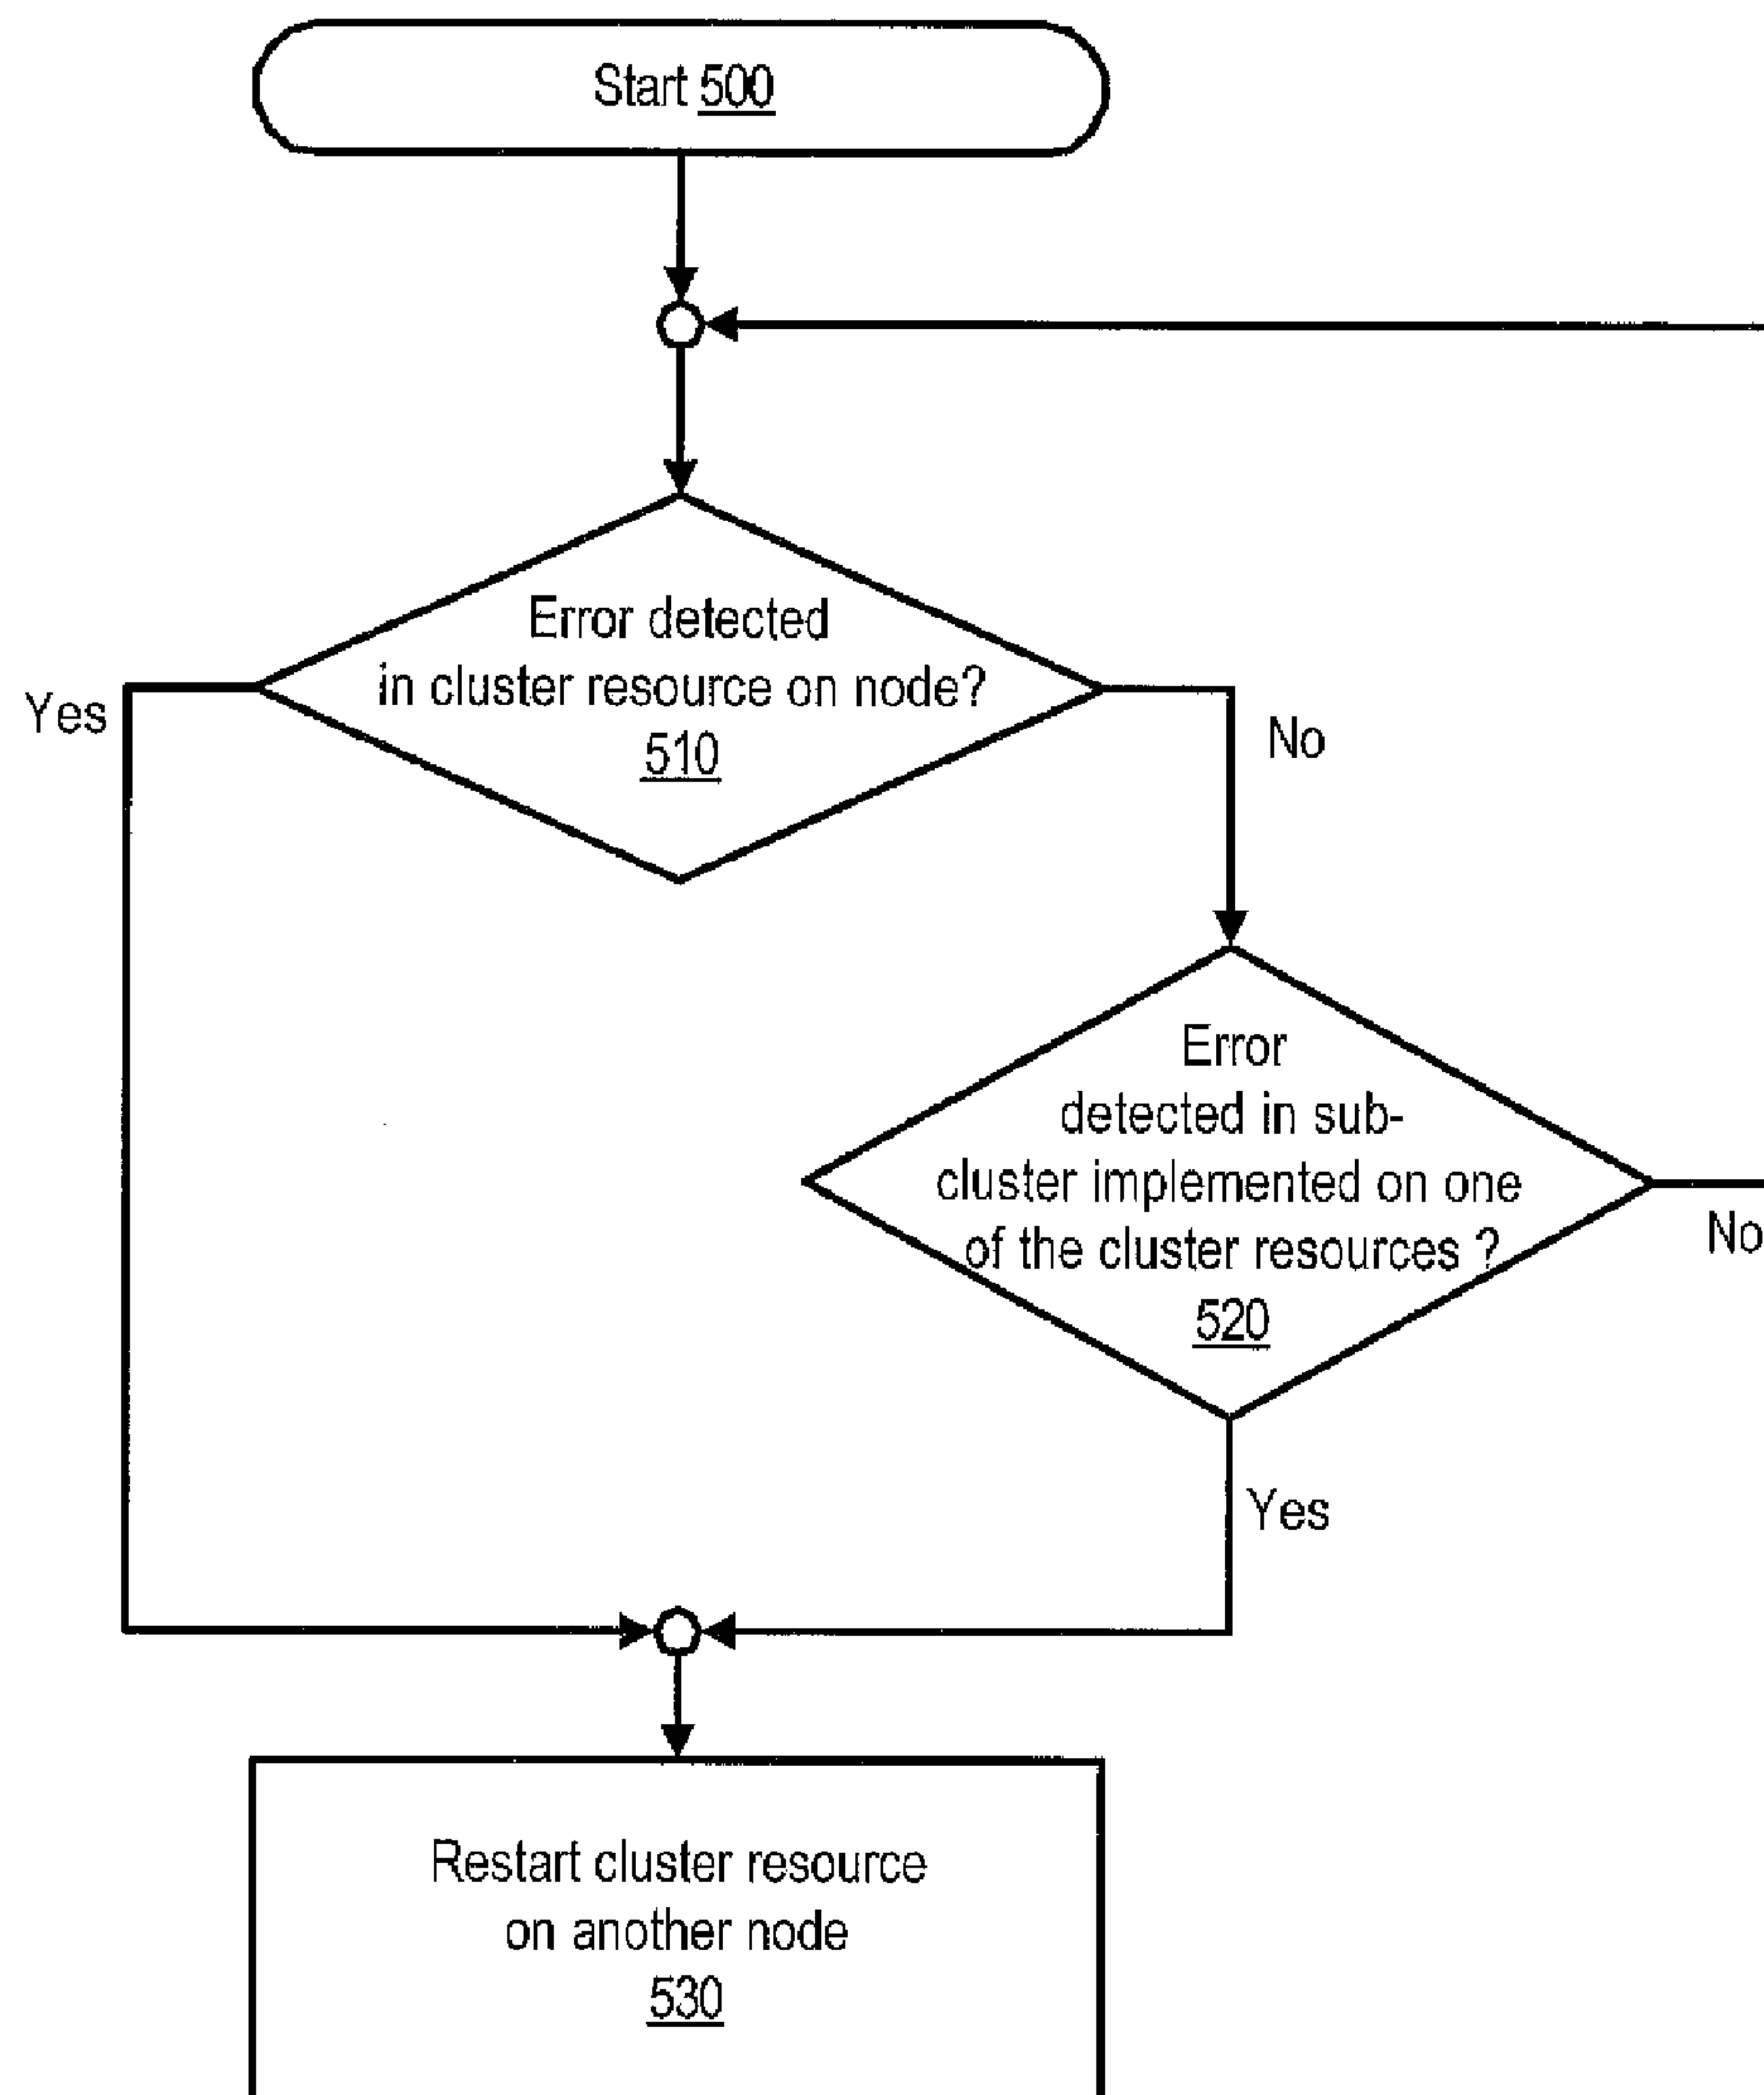 Start 500
Error detected
in cluster resource on node?
510
Yes
No
Error
detected in sub-
cluster implemented on one
of the cluster resources ?
520
No
Yes
Restart cluster resource
on another node
530